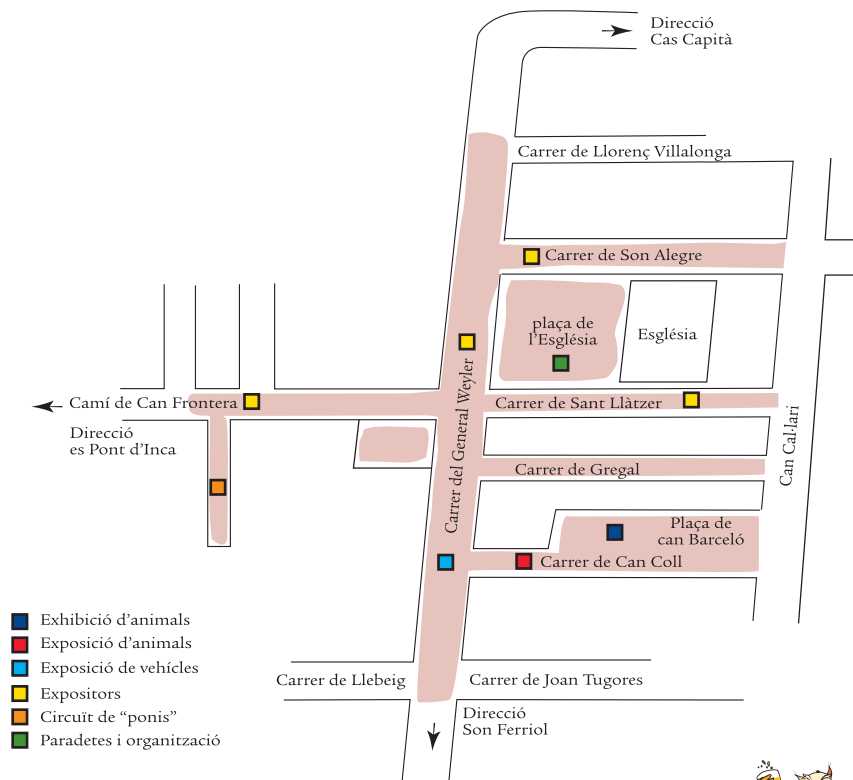 Direcció
Cas Capità
Carrer de Llorenç Villalonga
Carrer de Son Alegre
plaça de
l'Església
Església
Camí de Can Frontera
Carrer de Sant Llàtzer
Direcció
es Pont d'Inca
Carrer del General Weyler
Can Cal·lari
Carrer de Gregal
Plaça de
can Barceló
Carrer de Can Coll
Exhibició d'animals
Exposició d'animals
Exposició de vehícles
Expositors
Circuït de "ponis"
Paradetes i organització
Carrer de Llebeig
Carrer de Joan Tugores
Direcció
Son Ferriol